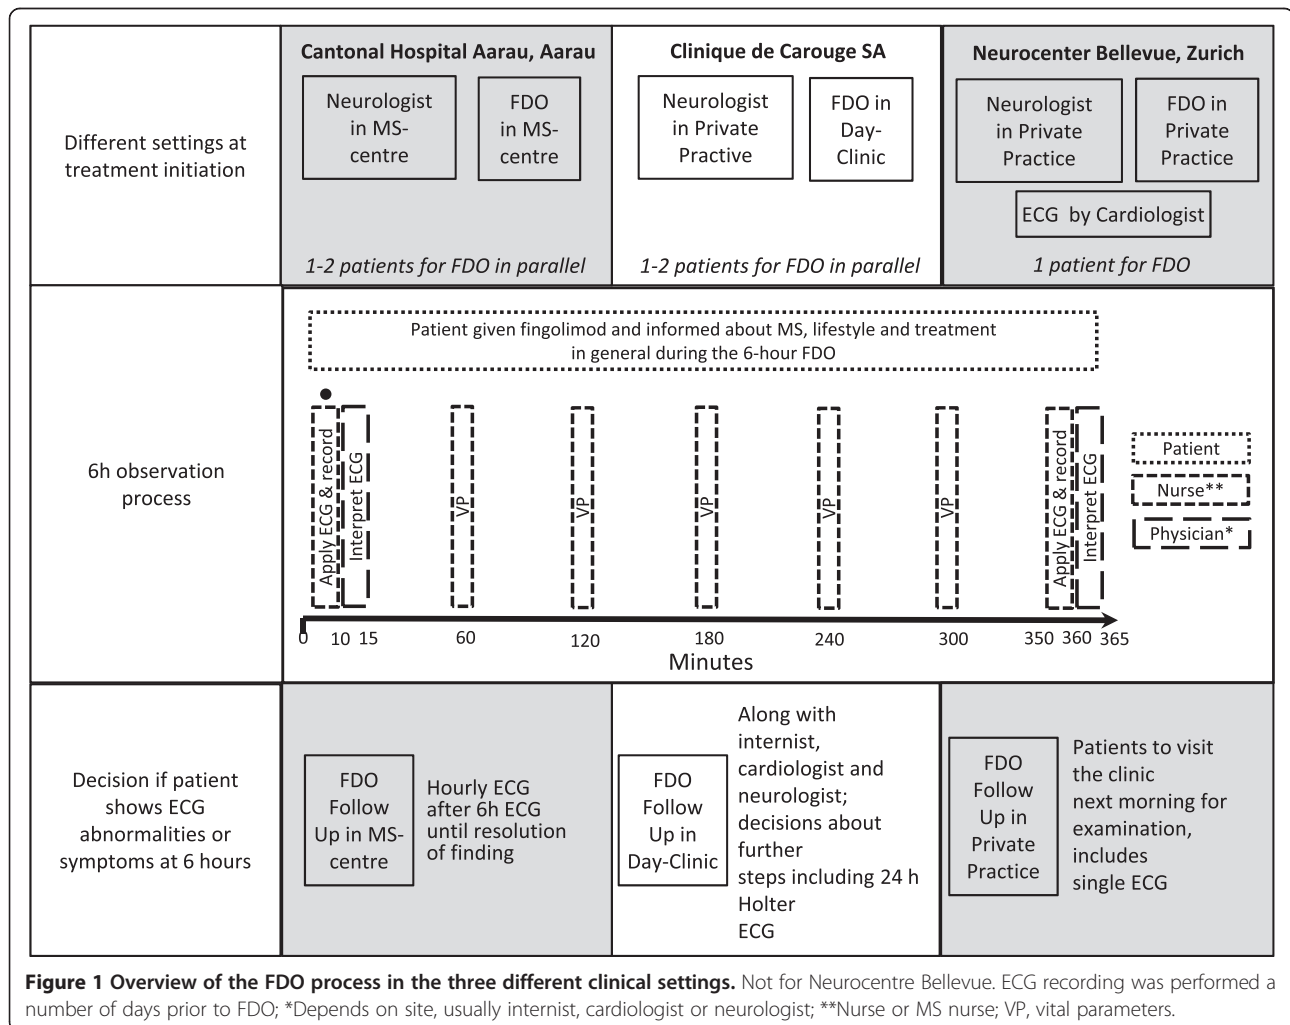 Different settings at
treatment initiation
Cantonal Hospital Aarau, Aarau
Neurologist
in MS-
centre
FDO
in MS-
centre
1-2 patients for FDO in parallel
Clinique de Carouge SA
Neurologist
in Private
Practive
FDO in
Day-
Clinic
1-2 patients for FDO in parallel
Neurocenter Bellevue, Zurich
Neurologist
in Private
Practice
FDO in
Private
Practice
ECG by Cardiologist
1 patient for FDO
6h observation
process
Patient given fingolimod and informed about MS, lifestyle and treatment
in general during the 6-hour FDO
Apply ECG & record
Interpret ECG
VP
VP
VP
VP
VP
Apply ECG & record
Interpret ECG
0 10 15 60 120 180 240 300 350 360 365
Minutes
Patient
Nurse**
Physician*
Decision if patient
shows ECG
abnormalities or
symptoms at 6 hours
FDO
Follow
Up in MS-
centre
Hourly ECG
after 6h ECG
until resolution
of finding
FDO
Follow
Up in
Day-Clinic
Along with
internist,
cardiologist and
neurologist;
decisions about
further
steps including 24 h
Holter
ECG
FDO
Follow
Up in
Private
Practice
Patients to visit
the clinic
next morning for
examination,
includes
single ECG
Figure 1 Overview of the FDO process in the three different clinical settings. Not for Neurocentre Bellevue. ECG recording was performed a
number of days prior to FDO; *Depends on site, usually internist, cardiologist or neurologist; **Nurse or MS nurse; VP, vital parameters.